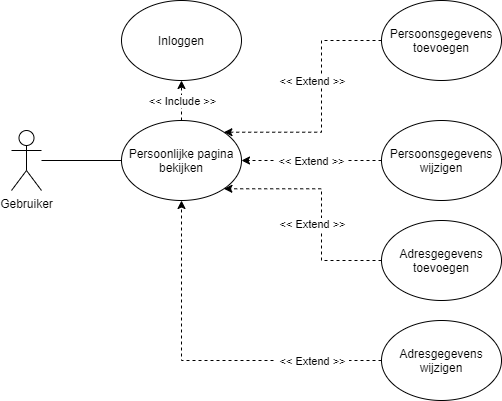 Inloggen
Persoonsgegevens
toevoegen
<< Extend >>
<< Include >>
Persoonlijke pagina
bekijken
<< Extend >>
Persoonsgegevens
wijzigen
Gebruiker
<< Extend >>
Adresgegevens
toevoegen
<< Extend >>
Adresgegevens
wijzigen